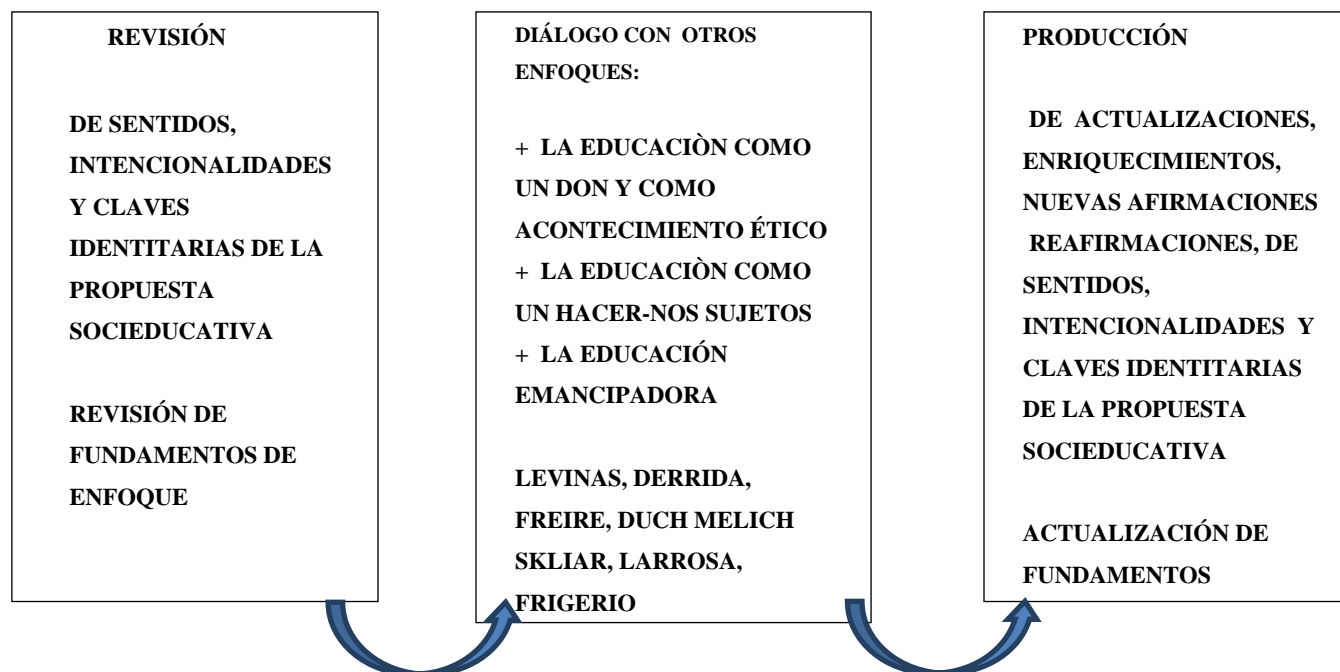 REVISIÓN
DE SENTIDOS,
INTENCIONALIDADES
Y CLAVES
IDENTITARIAS DE LA
PROPUESTA
SOCIEDUCATIVA
REVISIÓN DE
FUNDAMENTOS DE
ENFOQUE
DIÁLOGO CON OTROS
ENFOQUES:
+ LA EDUCACIÒN COMO
UN DON Y COMO
ACONTECIMIENTO ÉTICO
+ LA EDUCACIÒN COMO
UN HACER-NOS SUJETOS
+ LA EDUCACIÓN
EMANCIPADORA
LEVINAS, DERRIDA,
FREIRE, DUCH MELICH
SKLIAR, LARROSA,
FRIGERIO
PRODUCCIÓN
DE ACTUALIZACIONES,
ENRIQUECIMIENTOS,
NUEVAS AFIRMACIONES
REAFIRMACIONES, DE
SENTIDOS,
INTENCIONALIDADES Y
CLAVES IDENTITARIAS
DE LA PROPUESTA
SOCIEDUCATIVA
ACTUALIZACIÓN DE
FUNDAMENTOS